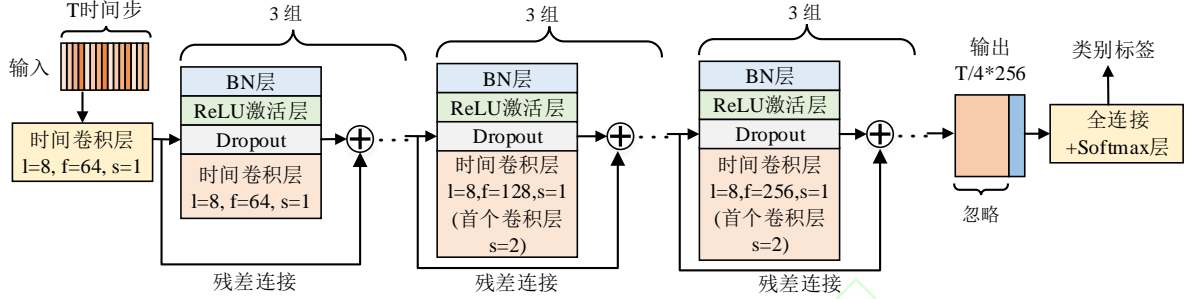 T时间步
输入
时间卷积层
l=8, f=64, s=1
3 组
BN层
ReLU激活层
Dropout
时间卷积层
l=8, f=64, s=1
残差连接
3 组
BN层
ReLU激活层
Dropout
时间卷积层
l=8,f=128,s=1
(首个卷积层
s=2)
残差连接
3 组
BN层
ReLU激活层
Dropout
时间卷积层
l=8,f=256,s=1
(首个卷积层
s=2)
残差连接
输出
T/4*256
忽略
类别标签
全连接
+Softmax层